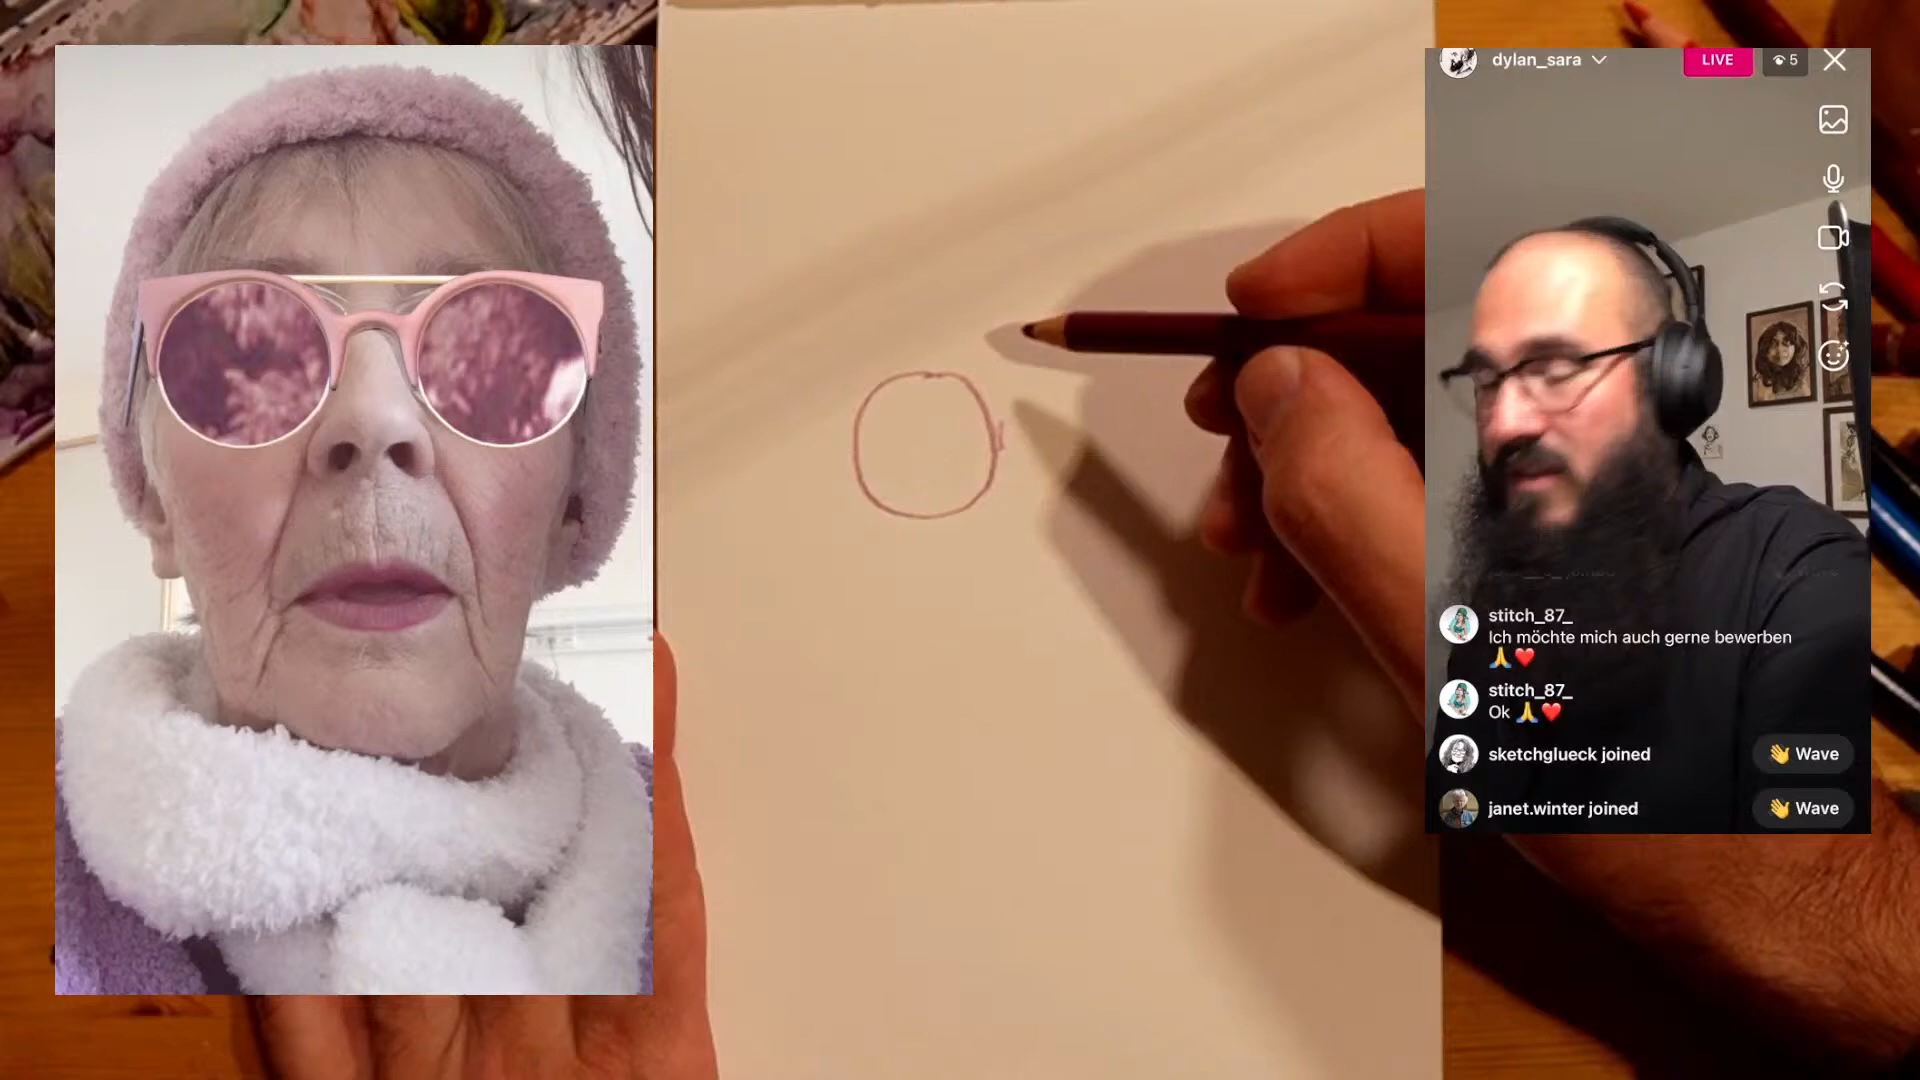 dylan_sara
LIVE
5
stitch_87_
Ich möchte mich auch gerne bewerben
🙏❤️
stitch_87_
Ok 🙏❤️
sketchglueck joined
👋 Wave
janet.winter joined
👋 Wave